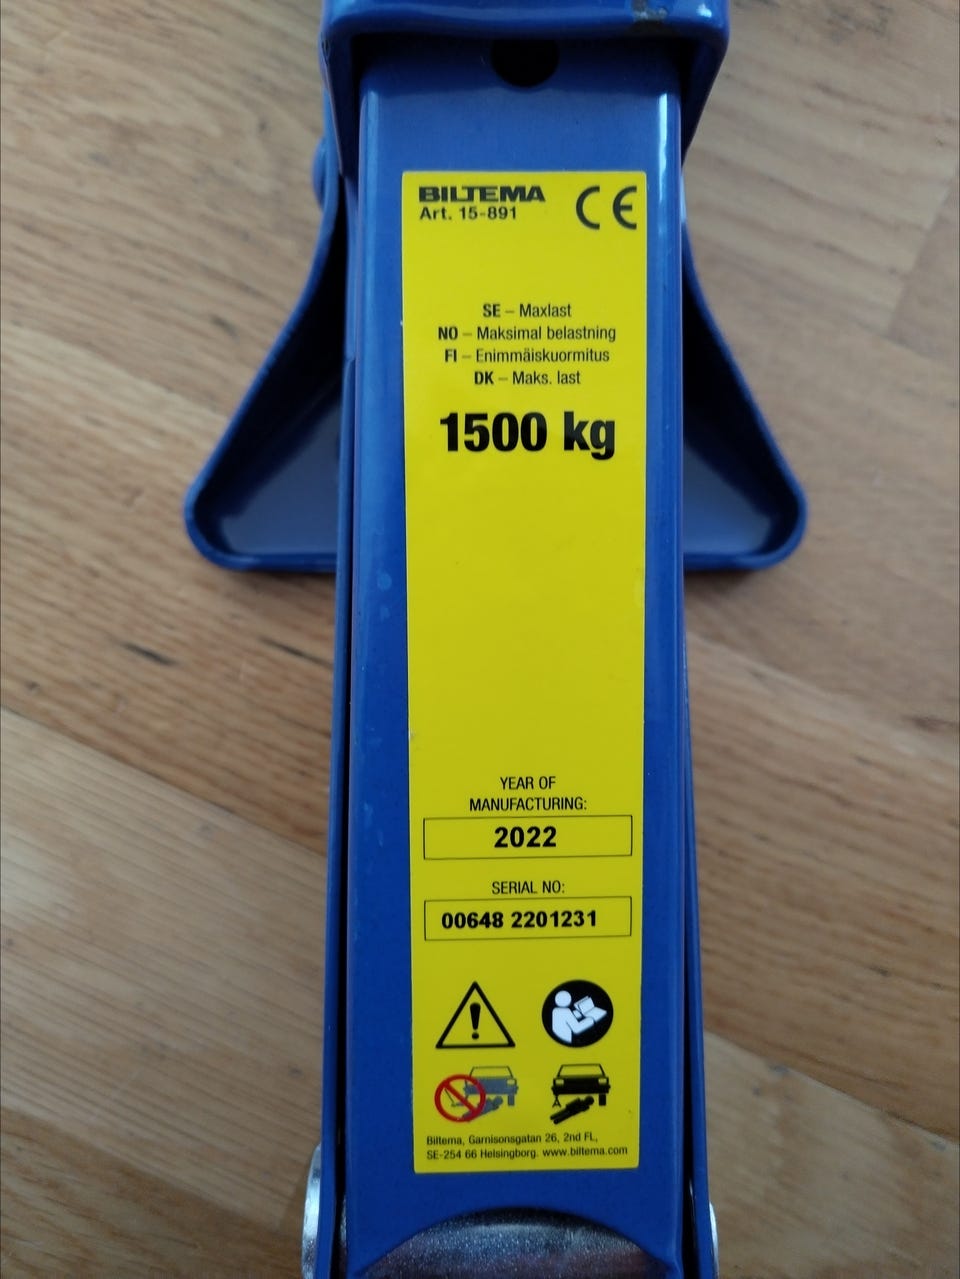 BILTEMA
Art. 15-891
CE
SE – Maxlast
NO – Maksimal belastning
FI – Enimmäiskuormitus
DK – Maks. last
1500 kg
YEAR OF
MANUFACTURING:
2022
SERIAL NO:
00648 2201231
Biltema, Garnisonsgatan 26, 2nd FL,
SE-254 66 Helsingborg. www.biltema.com